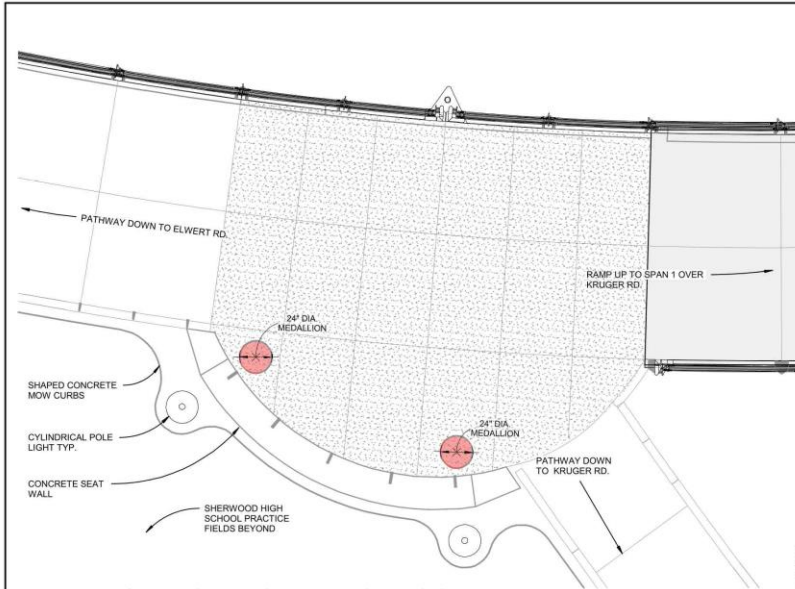 PATHWAY DOWN TO ELWERT RD.
RAMP UP TO SPAN 1 OVER
KRUGER RD.
24" DIA.
MEDALLION
SHAPED CONCRETE
MOW CURBS
24" DIA.
MEDALLION
CYLINDRICAL POLE
LIGHT TYP.
PATHWAY DOWN
TO KRUGER RD.
CONCRETE SEAT
WALL
SHERWOOD HIGH
SCHOOL PRACTICE
FIELDS BEYOND